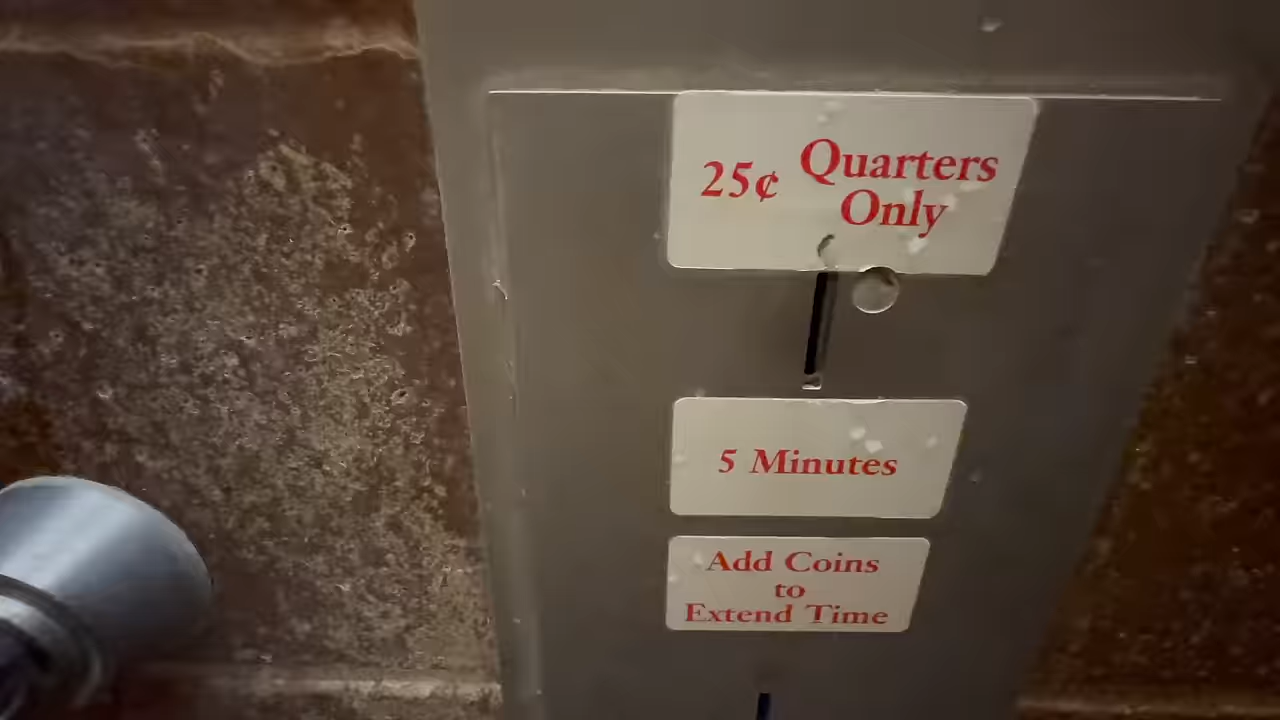 25¢ Quarters
Only
5 Minutes
Add Coins
to
Extend Time